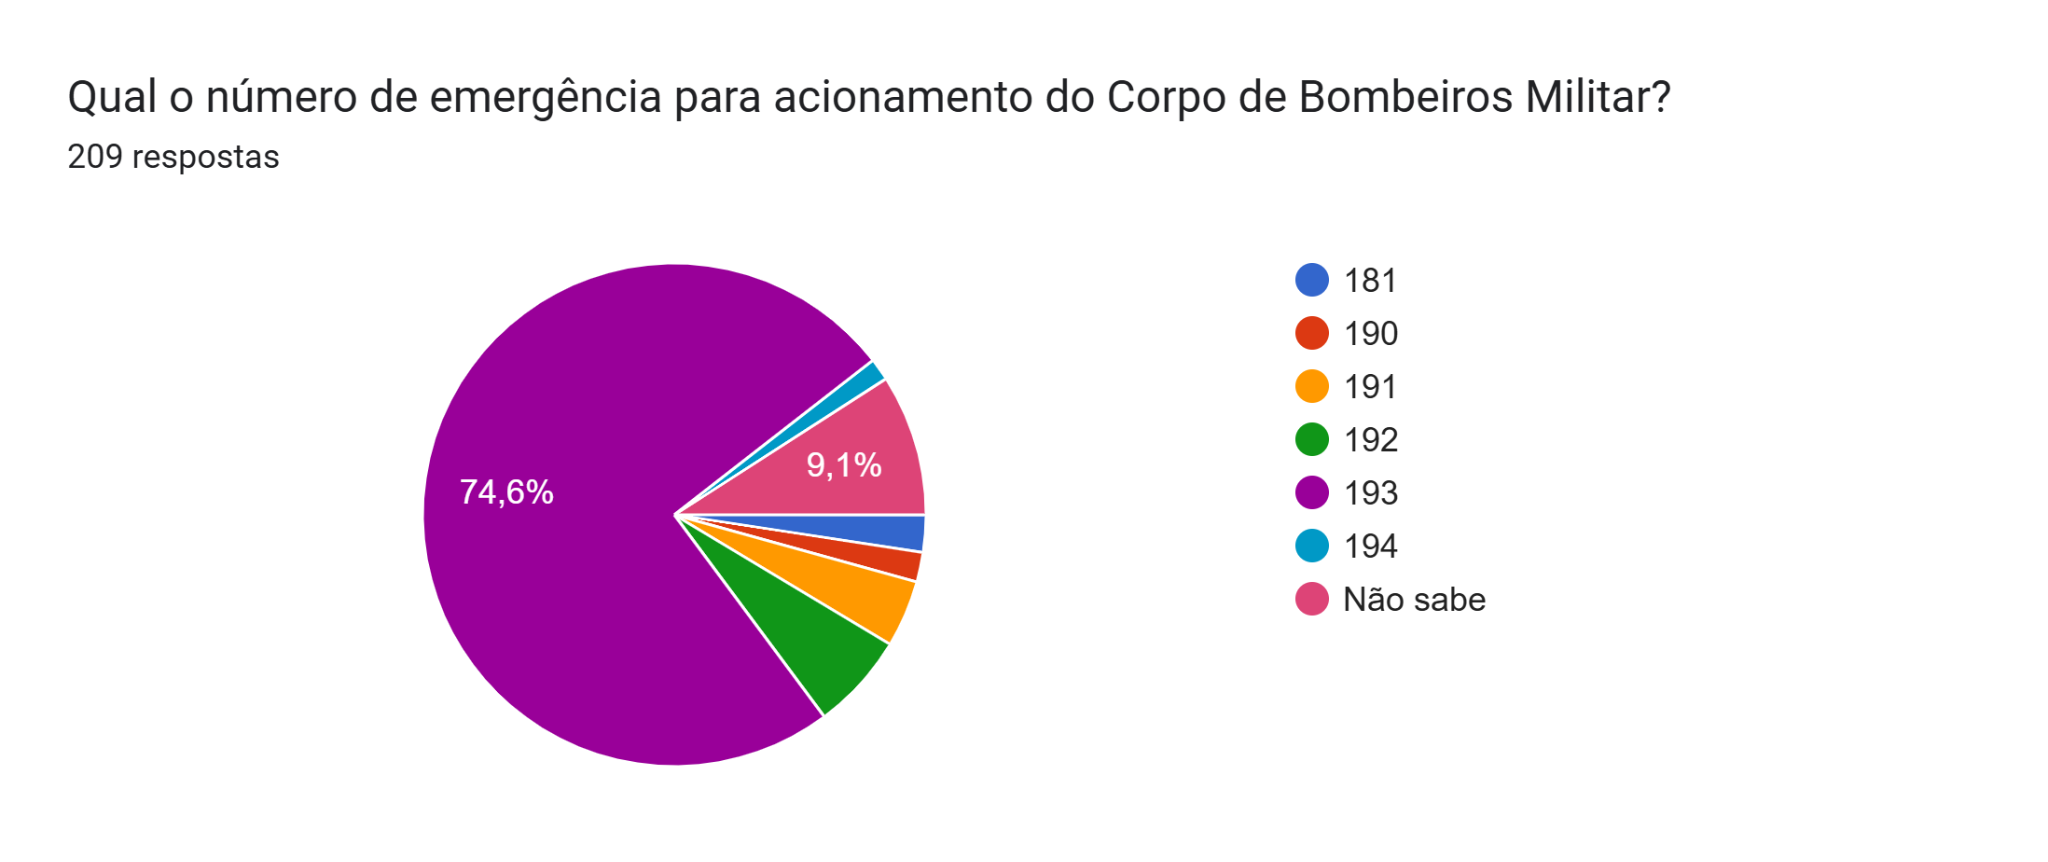 Qual o número de emergência para acionamento do Corpo de Bombeiros Militar?
209 respostas
74,6%
9,1%
181
190
191
192
193
194
Não sabe